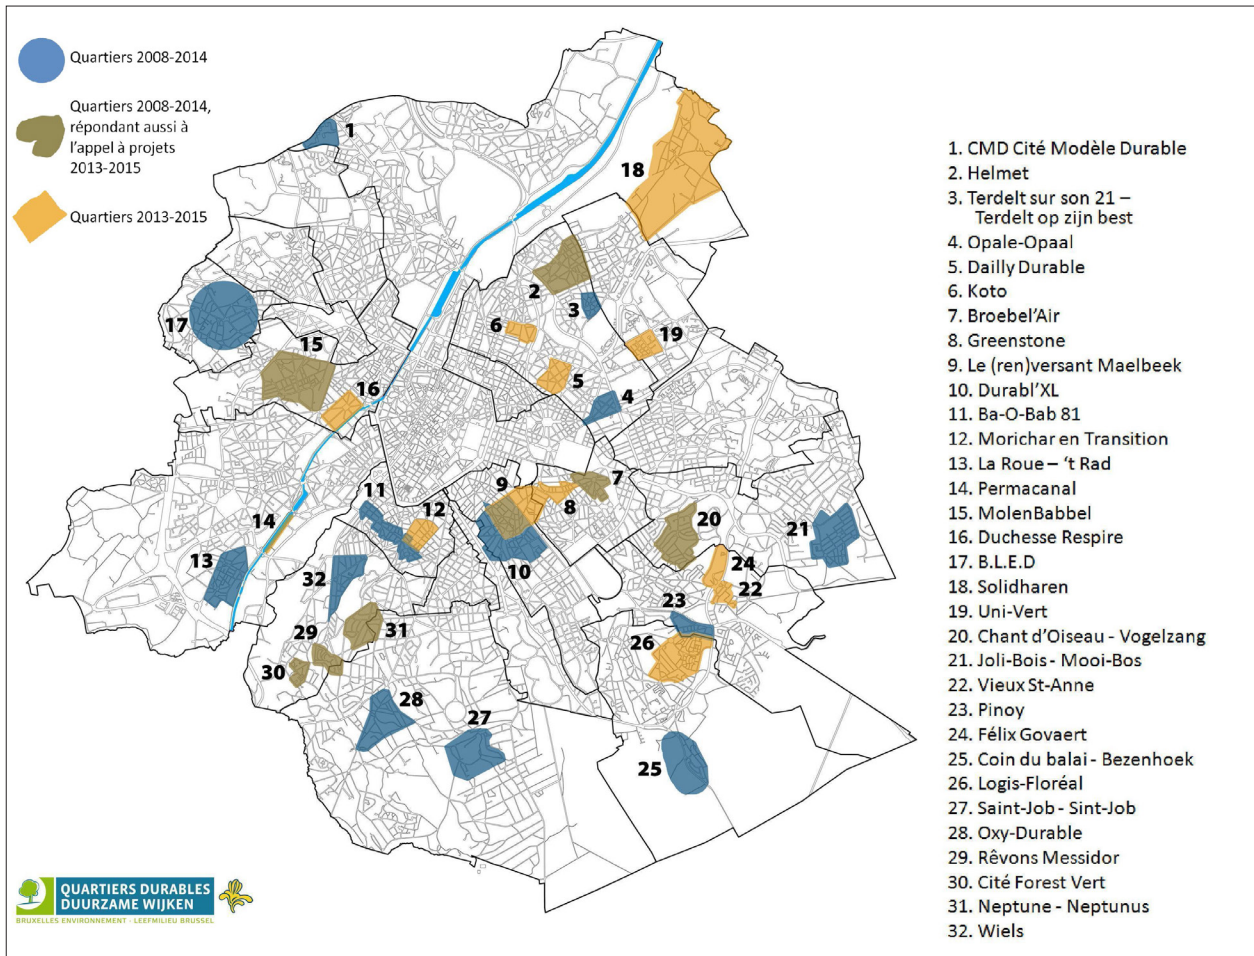 Quartiers 2008-2014
Quartiers 2008-2014,
répondant aussi à
l'appel à projets
2013-2015
Quartiers 2013-2015
1
18
2
3
17
6
19
15
5
16
4
7
9
11
8
12
14
20
21
13
10
24
32
22
23
29
31
26
30
28
27
25
1. CMD Cité Modèle Durable
2. Helmet
3. Terdelt sur son 21 –
Terdelt op zijn best
4. Opale-Opaal
5. Dailly Durable
6. Koto
7. Broebel'Air
8. Greenstone
9. Le (ren)versant Maelbeek
10. Durabl'XL
11. Ba-O-Bab 81
12. Morichar en Transition
13. La Roue – 't Rad
14. Permacanal
15. MolenBabbel
16. Duchesse Respire
17. B.L.E.D
18. Solidharen
19. Uni-Vert
20. Chant d'Oiseau - Vogelzang
21. Joli-Bois - Mooi-Bos
22. Vieux St-Anne
23. Pinoy
24. Félix Govaert
25. Coin du balai - Bezenhoek
26. Logis-Floréal
27. Saint-Job - Sint-Job
28. Oxy-Durable
29. Rêvons Messidor
30. Cité Forest Vert
31. Neptune - Neptunus
32. Wiels
QUARTIERS DURABLES
DUURZAME WIJKEN
BRUXELLES ENVIRONNEMENT - LEEFMILIEU BRUSSEL